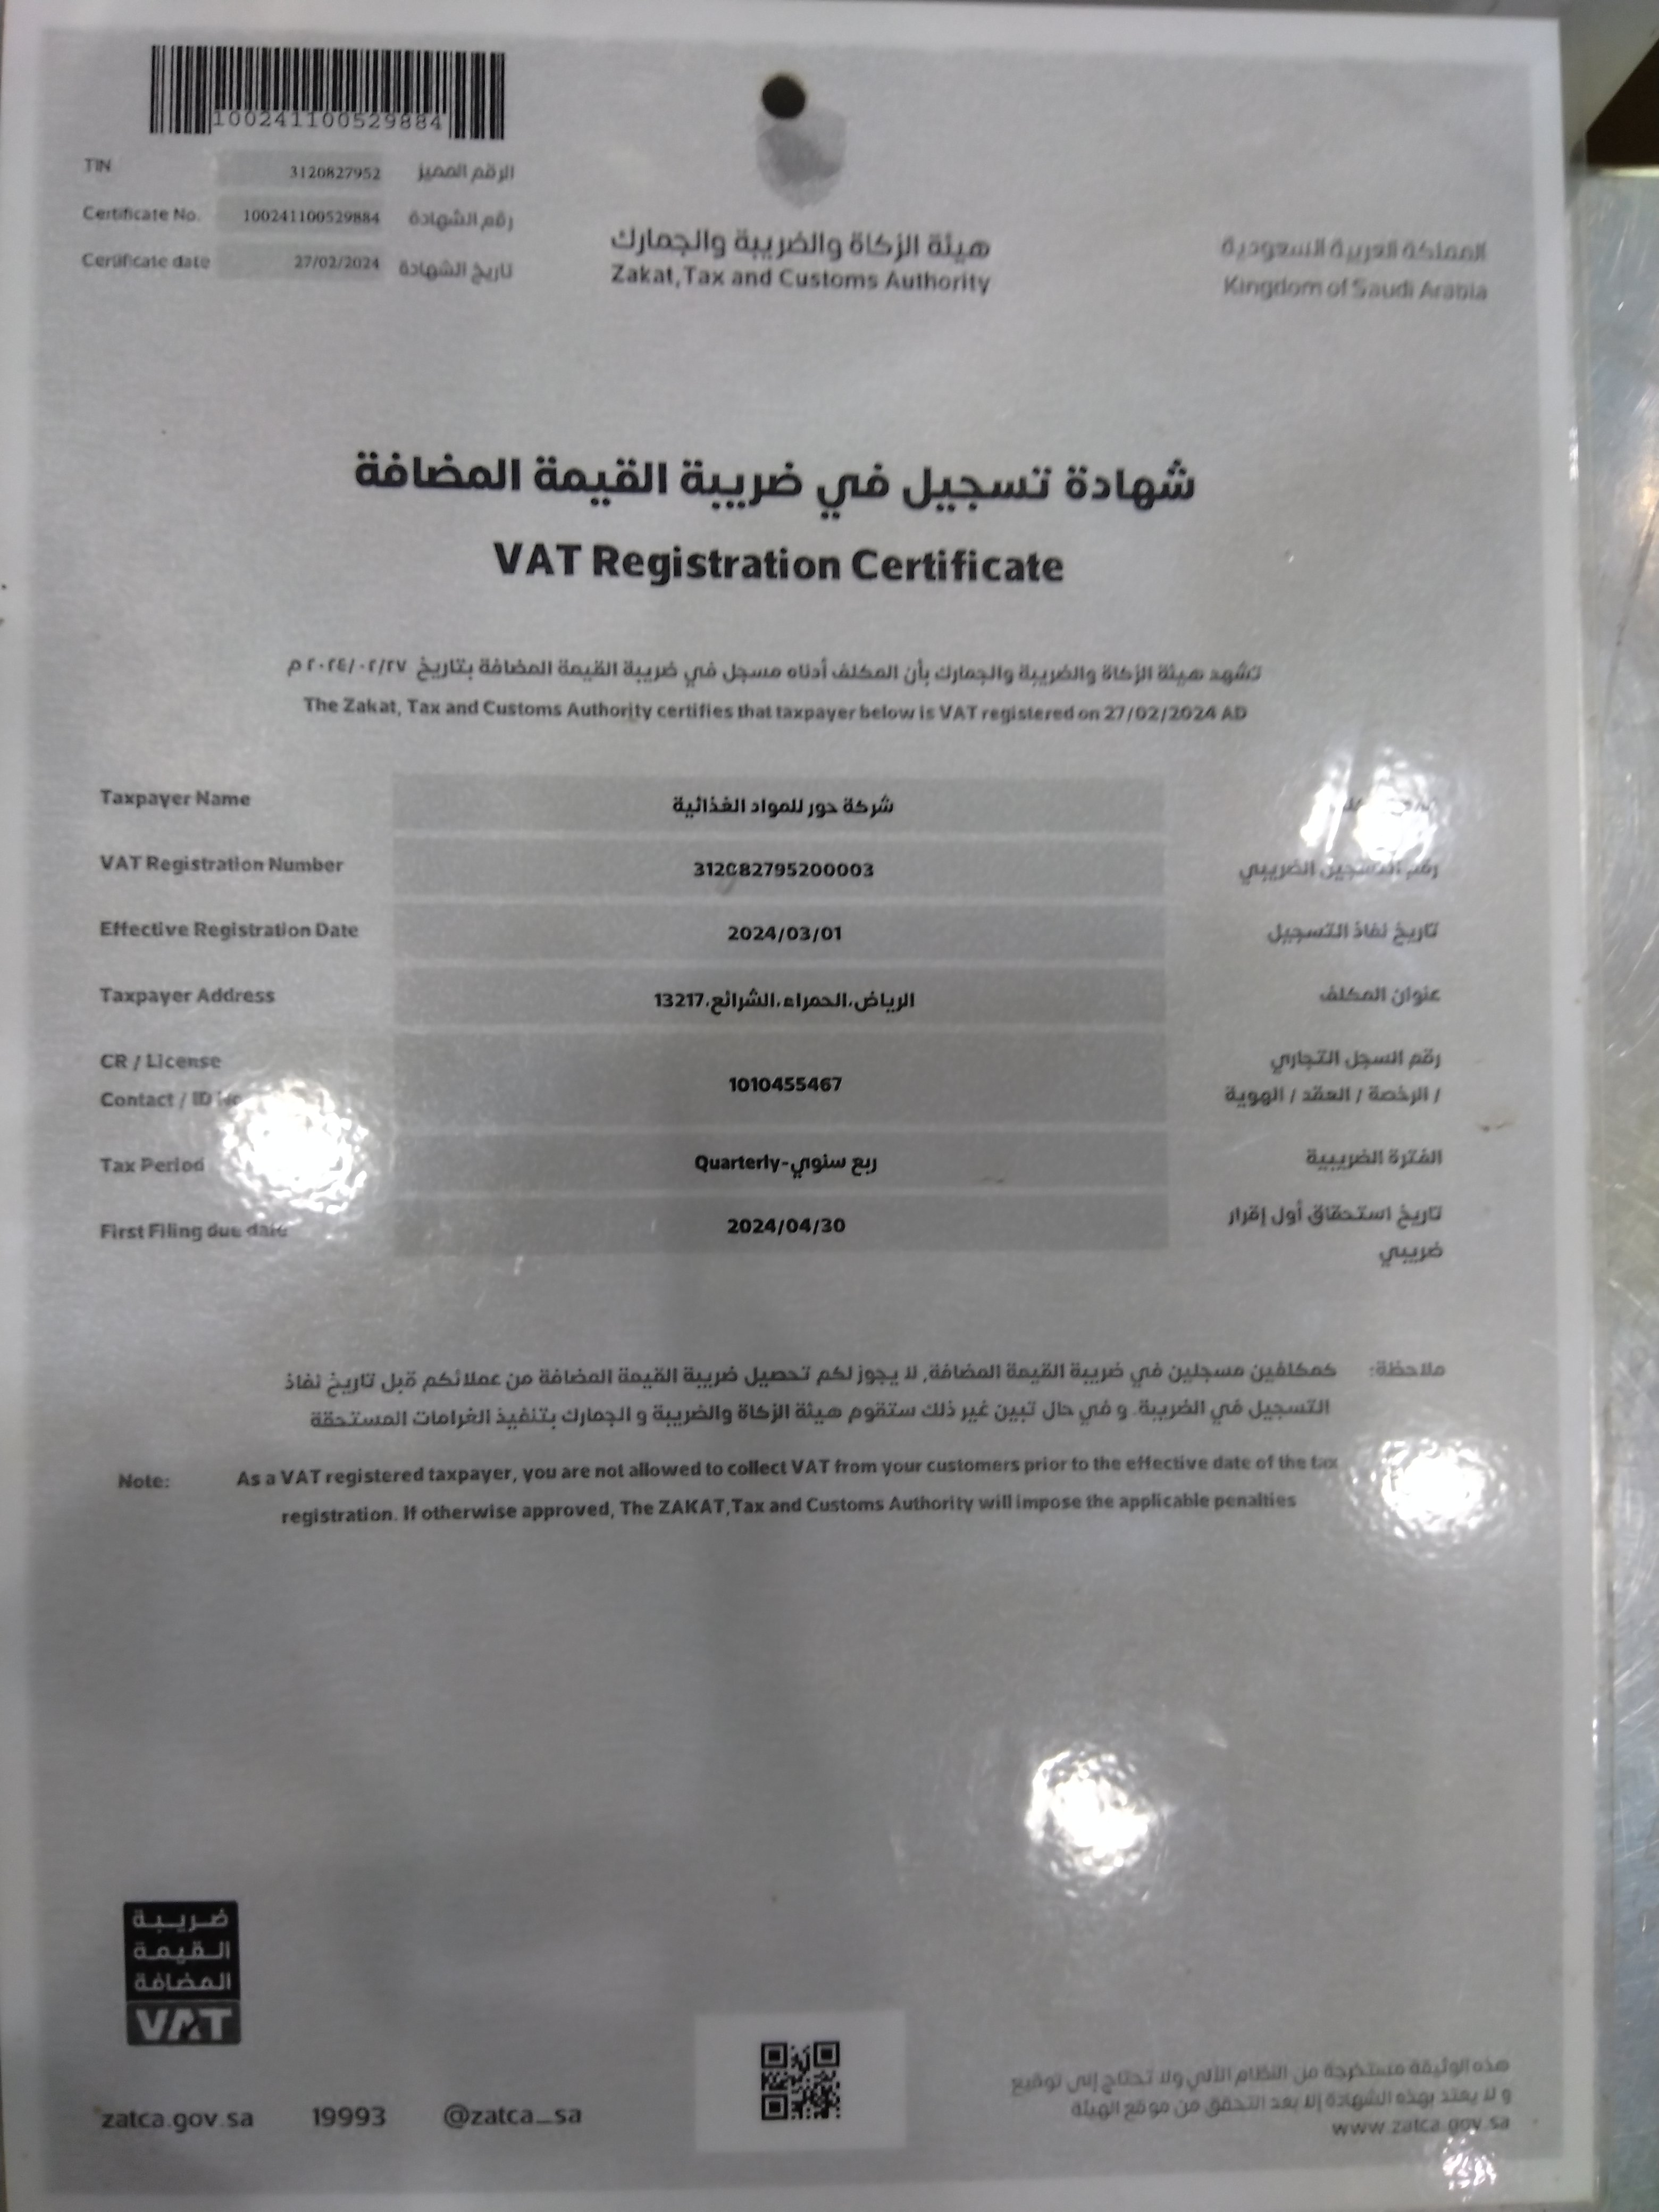 100241100529884
TIN 3120827952 الرقم المميز
Certificate No. 100241100529884 رقم الشهادة
Certificate date 27/02/2024 تاريخ الشهادة
هيئة الزكاة والضريبة والجمارك
Zakat,Tax and Customs Authority
المملكة العربية السعودية
Kingdom of Saudi Arabia
شهادة تسجيل في ضريبة القيمة المضافة
VAT Registration Certificate
تشهد هيئة الزكاة والضريبة والجمارك بأن المكلف أدناه مسجل في ضريبة القيمة المضافة بتاريخ ٢٠٢٤/٠٢/٢٧ م
The Zakat, Tax and Customs Authority certifies that taxpayer below is VAT registered on 27/02/2024 AD
Taxpayer Name شركة حور للمواد الغذائية
VAT Registration Number 312082795200003 رقم التسجيل الضريبي
Effective Registration Date 2024/03/01 تاريخ نفاذ التسجيل
Taxpayer Address الرياض،الحمراء،الشرائع،13217 عنوان المكلف
CR / License رقم السجل التجاري
Contact / ID No 1010455467 / الرخصة / العقد / الهوية
Tax Period ربع سنوي-Quarterly الفترة الضريبية
First Filing due date 2024/04/30 تاريخ استحقاق أول إقرار
ضريبي
ملاحظة: كمكلفين مسجلين في ضريبة القيمة المضافة, لا يجوز لكم تحصيل ضريبة القيمة المضافة من عملائكم قبل تاريخ نفاذ
التسجيل في الضريبة. و في حال تبين غير ذلك ستقوم هيئة الزكاة والضريبة و الجمارك بتنفيذ الغرامات المستحقة
Note: As a VAT registered taxpayer, you are not allowed to collect VAT from your customers prior to the effective date of the tax
registration. If otherwise approved, The ZAKAT,Tax and Customs Authority will impose the applicable penalties
ضريبة
القيمة
المضافة
VAT
zatca.gov.sa 19993 @zatca_sa
هذه الوثيقة مستخرجة من النظام الآلي ولا تحتاج إلى توقيع
و لا يعتد بهذه الشهادة إلا بعد التحقق من موقع الهيئة
www.zatca.gov.sa